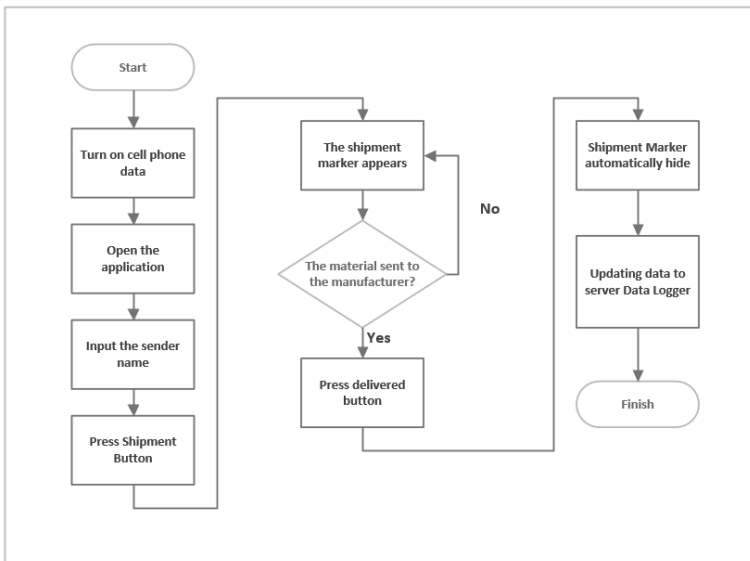 Start
Turn on cell phone
data
Open the
application
Input the sender
name
Press Shipment
Button
The shipment
marker appears
No
The material sent to
the manufacturer?
Yes
Press delivered
button
Shipment Marker
automatically hide
Updating data to
server Data Logger
Finish